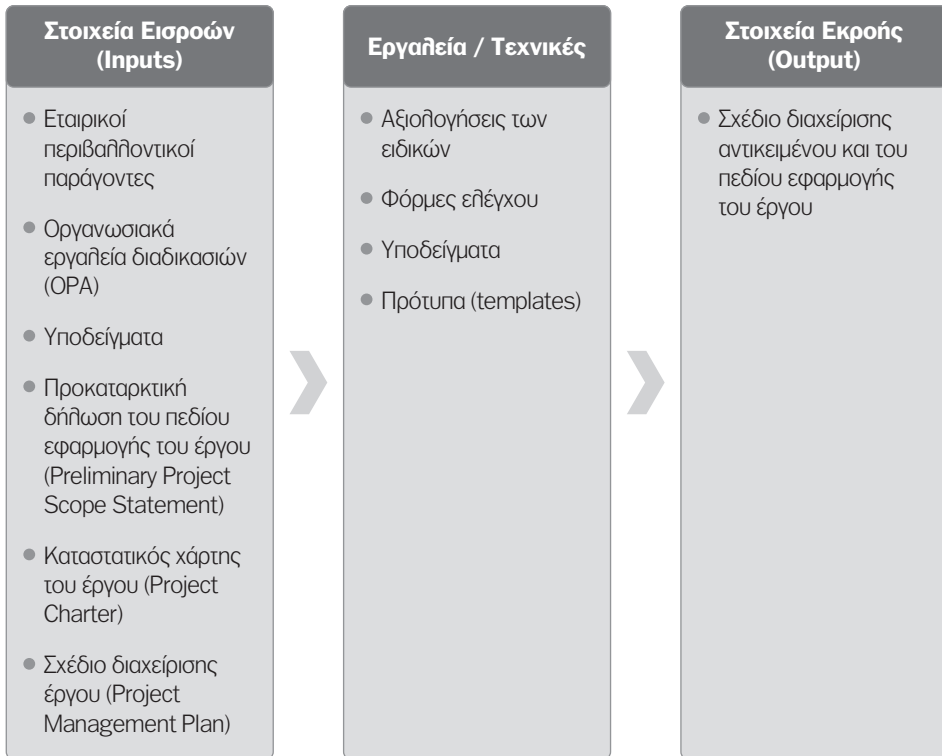 Στοιχεία Εισροών
(Inputs)
Εταιρικοί
περιβαλλοντικοί
παράγοντες
Οργανωσιακά
εργαλεία διαδικασιών
(OPA)
Υποδείγματα
Προκαταρκτική
δήλωση του πεδίου
εφαρμογής του έργου
(Preliminary Project
Scope Statement)
Καταστατικός χάρτης
του έργου (Project
Charter)
Σχέδιο διαχείρισης
έργου (Project
Management Plan)
Εργαλεία / Τεχνικές
Αξιολογήσεις των
ειδικών
Φόρμες ελέγχου
Υποδείγματα
Πρότυπα (templates)
Στοιχεία Εκροής
(Output)
Σχέδιο διαχείρισης
αντικειμένου και του
πεδίου εφαρμογής
του έργου